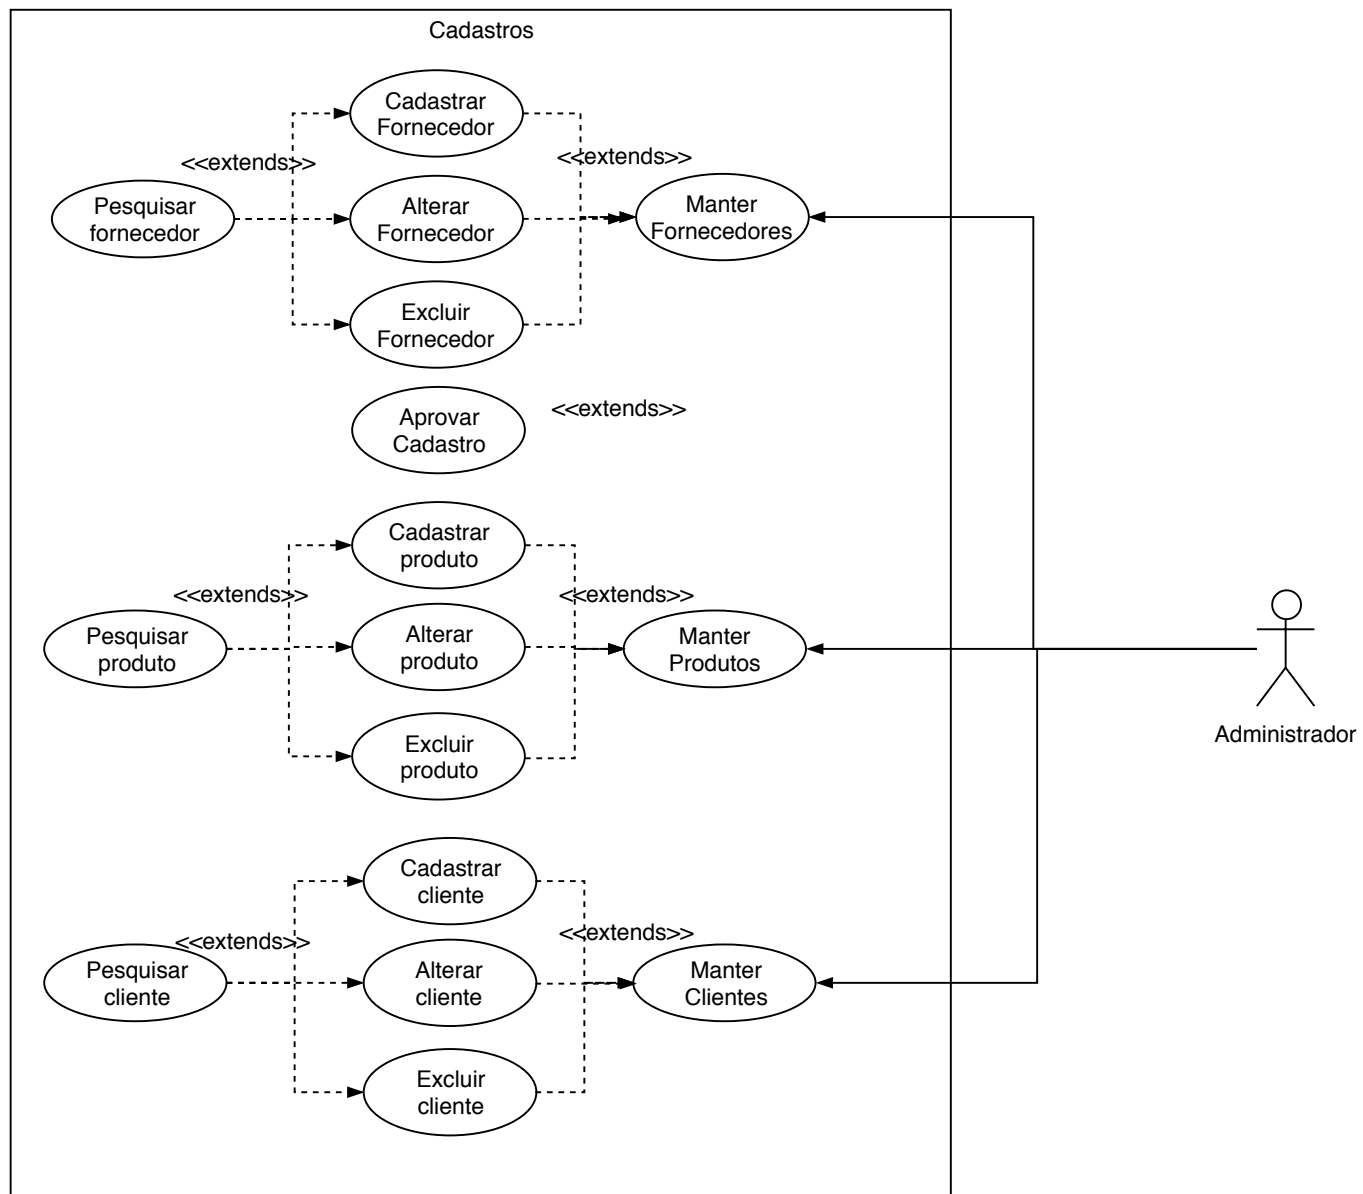 Cadastros
Cadastrar
Fornecedor
<<extends>>
<<extends>>
Pesquisar
fornecedor
Alterar
Fornecedor
Manter
Fornecedores
Excluir
Fornecedor
Aprovar
Cadastro
<<extends>>
Cadastrar
produto
<<extends>>
<<extends>>
Pesquisar
produto
Alterar
produto
Manter
Produtos
Administrador
Excluir
produto
Cadastrar
cliente
<<extends>>
<<extends>>
Pesquisar
cliente
Alterar
cliente
Manter
Clientes
Excluir
cliente